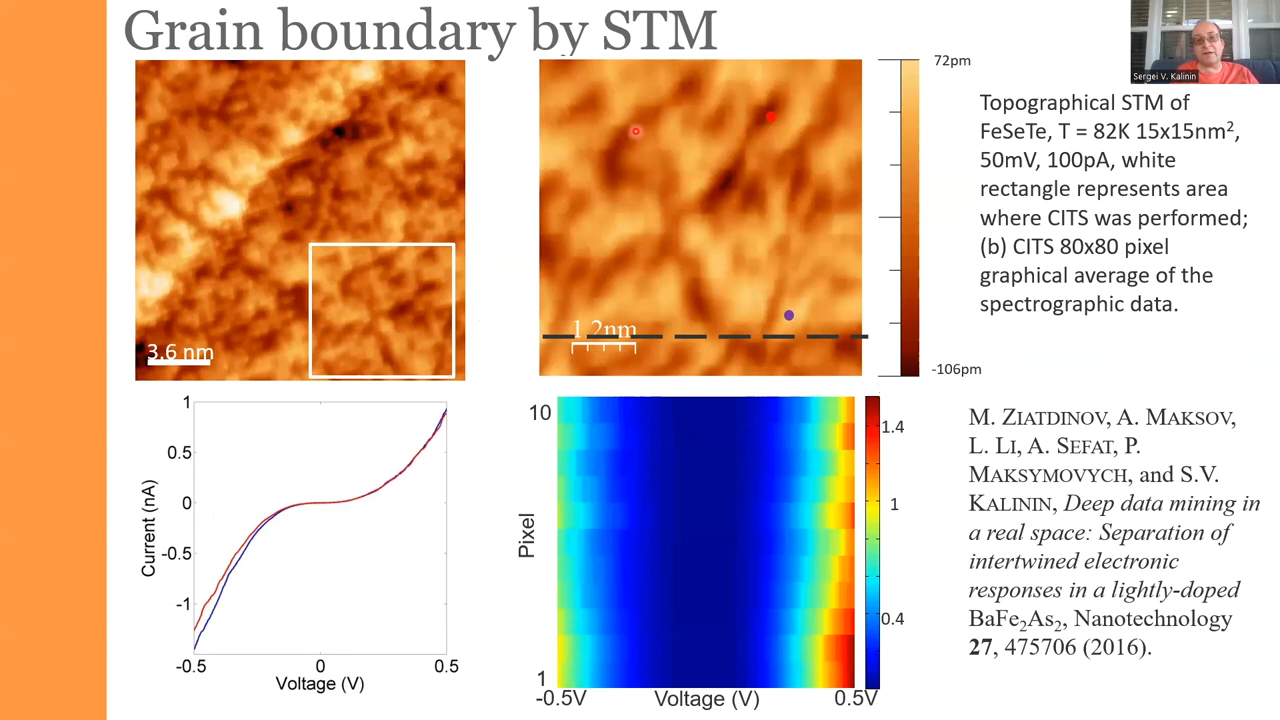 Grain boundary by STM
Sergei V. Kalinin
3.6 nm
1.2nm
72pm
-106pm
Topographical STM of
FeSeTe, T = 82K 15x15nm²,
50mV, 100pA, white
rectangle represents area
where CITS was performed;
(b) CITS 80x80 pixel
graphical average of the
spectrographic data.
1
0.5
0
-0.5
-1
Current (nA)
-0.5
0
0.5
Voltage (V)
10
Pixel
1
-0.5V
Voltage (V)
0.5V
1.4
1
0.4
0
M. ZIATDINOV, A. MAKSOV,
L. LI, A. SEFAT, P.
MAKSYMOVYCH, and S.V.
KALININ, Deep data mining in
a real space: Separation of
intertwined electronic
responses in a lightly-doped
BaFe₂As₂, Nanotechnology
27, 475706 (2016).